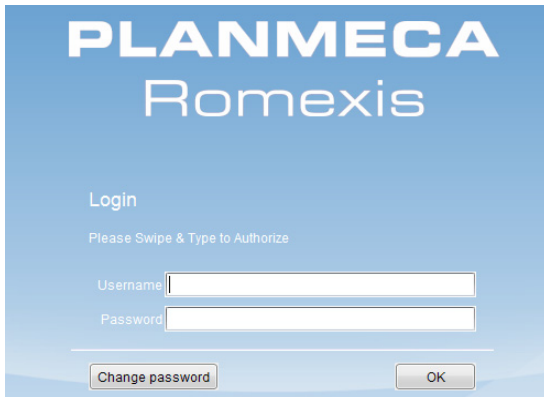 PLANMECA
Romexis
Login
Please Swipe & Type to Authorize
Username
Password
Change password
OK